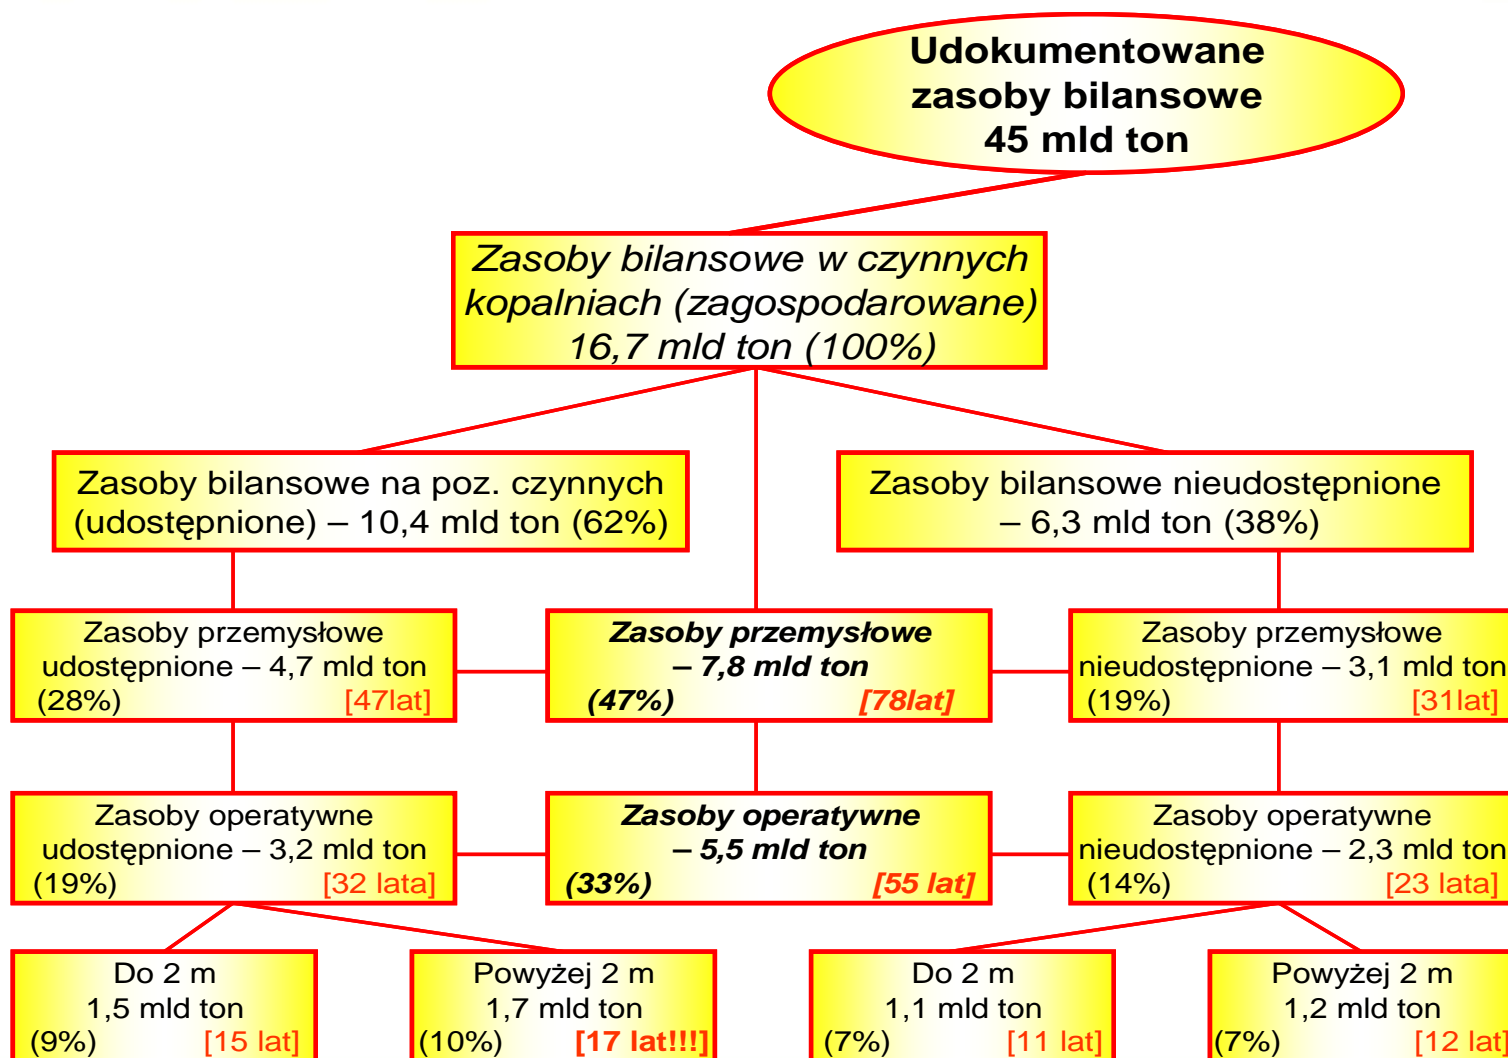 Udokumentowane
zasoby bilansowe
45 mld ton
Zasoby bilansowe w czynnych
kopalniach (zagospodarowane)
16,7 mld ton (100%)
Zasoby bilansowe na poz. czynnych
(udostępnione) – 10,4 mld ton (62%)
Zasoby bilansowe nieudostępnione
– 6,3 mld ton (38%)
Zasoby przemysłowe
udostępnione – 4,7 mld ton
(28%) [47lat]
Zasoby przemysłowe
– 7,8 mld ton
(47%) [78lat]
Zasoby przemysłowe
nieudostępnione – 3,1 mld ton
(19%) [31lat]
Zasoby operatywne
udostępnione – 3,2 mld ton
(19%) [32 lata]
Zasoby operatywne
– 5,5 mld ton
(33%) [55 lat]
Zasoby operatywne
nieudostępnione – 2,3 mld ton
(14%) [23 lata]
Do 2 m
1,5 mld ton
(9%) [15 lat]
Powyżej 2 m
1,7 mld ton
(10%) [17 lat!!!]
Do 2 m
1,1 mld ton
(7%) [11 lat]
Powyżej 2 m
1,2 mld ton
(7%) [12 lat]